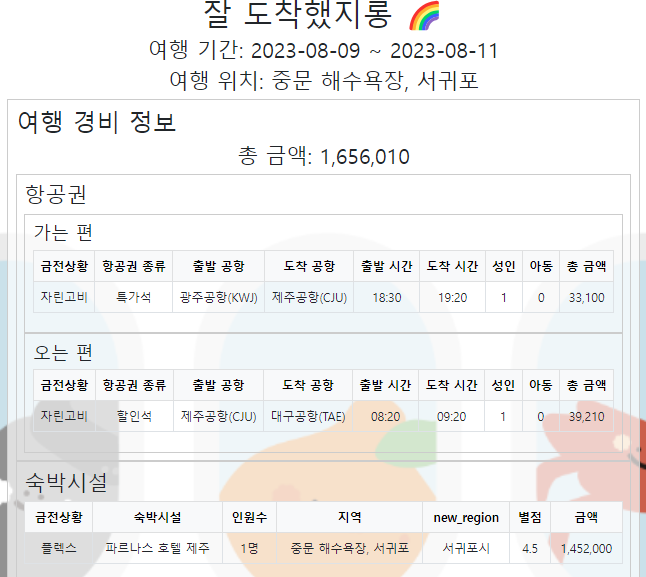 잘 도착했지롱 🌈
여행 기간: 2023-08-09 ~ 2023-08-11
여행 위치: 중문 해수욕장, 서귀포
여행 경비 정보
총 금액: 1,656,010
항공권
가는 편
금전상황 항공권 종류 출발 공항 도착 공항 출발 시간 도착 시간 성인 아동 총 금액
자린고비 특가석 광주공항(KWJ) 제주공항(CJU) 18:30 19:20 1 0 33,100
오는 편
금전상황 항공권 종류 출발 공항 도착 공항 출발 시간 도착 시간 성인 아동 총 금액
자린고비 할인석 제주공항(CJU) 대구공항(TAE) 08:20 09:20 1 0 39,210
숙박시설
금전상황 숙박시설 인원수 지역 new_region 별점 금액
플렉스 파르나스 호텔 제주 1명 중문 해수욕장, 서귀포 서귀포시 4.5 1,452,000